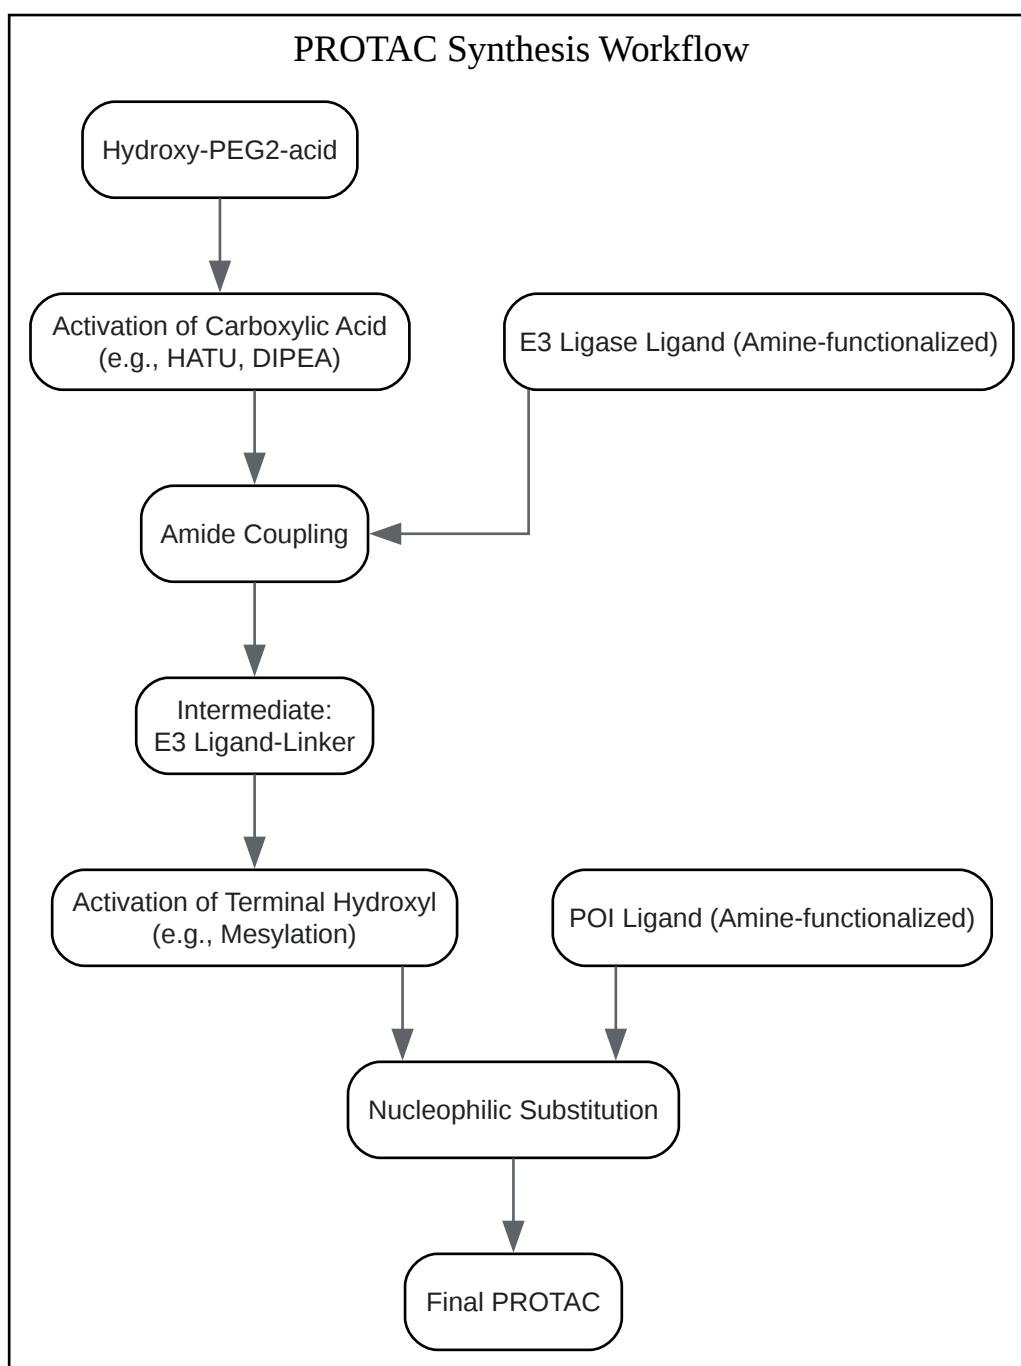 PROTAC Synthesis Workflow
Hydroxy-PEG2-acid
Activation of Carboxylic Acid
(e.g., HATU, DIPEA)
E3 Ligase Ligand (Amine-functionalized)
Amide Coupling
Intermediate:
E3 Ligand-Linker
Activation of Terminal Hydroxyl
(e.g., Mesylation)
POI Ligand (Amine-functionalized)
Nucleophilic Substitution
Final PROTAC